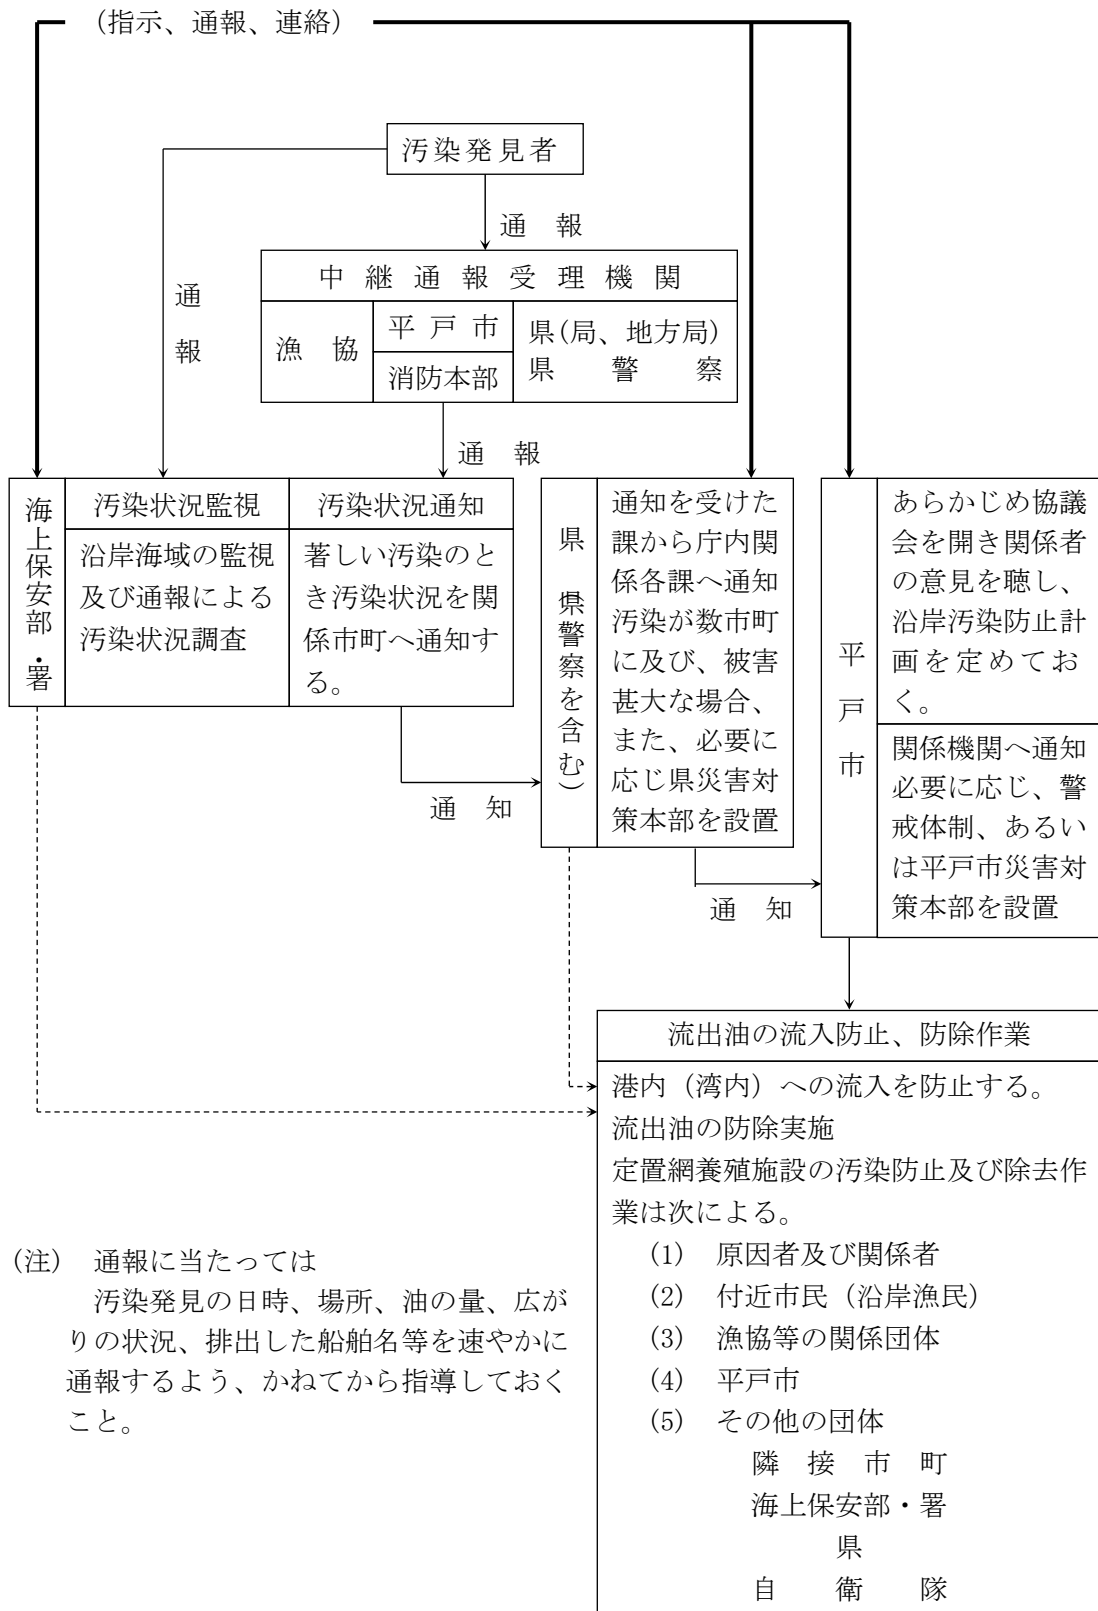 （指示、通報、連絡）
汚染発見者
通　報
通
報
中継通報受理機関
漁　協
平戸市
消防本部
県（局、地方局）
県　警　察
通　報
海上保安部・署
汚染状況監視
沿岸海域の監視
及び通報による
汚染状況調査
汚染状況通知
著しい汚染のと
き汚染状況を関
係市町へ通知す
る。
通　知
県（県警察を含む）
通知を受けた
課から庁内関
係各課へ通知
汚染が数市町
に及び、被害
甚大な場合、
また、必要に
応じ県災害対
策本部を設置
通　知
平戸市
あらかじめ協議
会を開き関係者
の意見を聴し、
沿岸汚染防止計
画を定めてお
く。
関係機関へ通知
必要に応じ、警
戒体制、あるい
は平戸市災害対
策本部を設置
流出油の流入防止、防除作業
港内（湾内）への流入を防止する。
流出油の防除実施
定置網養殖施設の汚染防止及び除去作
業は次による。
(1)　原因者及び関係者
(2)　付近市民（沿岸漁民）
(3)　漁協等の関係団体
(4)　平戸市
(5)　その他の団体
隣　接　市　町
海上保安部・署
県
自　衛　隊
（注）　通報に当たっては
汚染発見の日時、場所、油の量、広が
りの状況、排出した船舶名等を速やかに
通報するよう、かねてから指導しておく
こと。